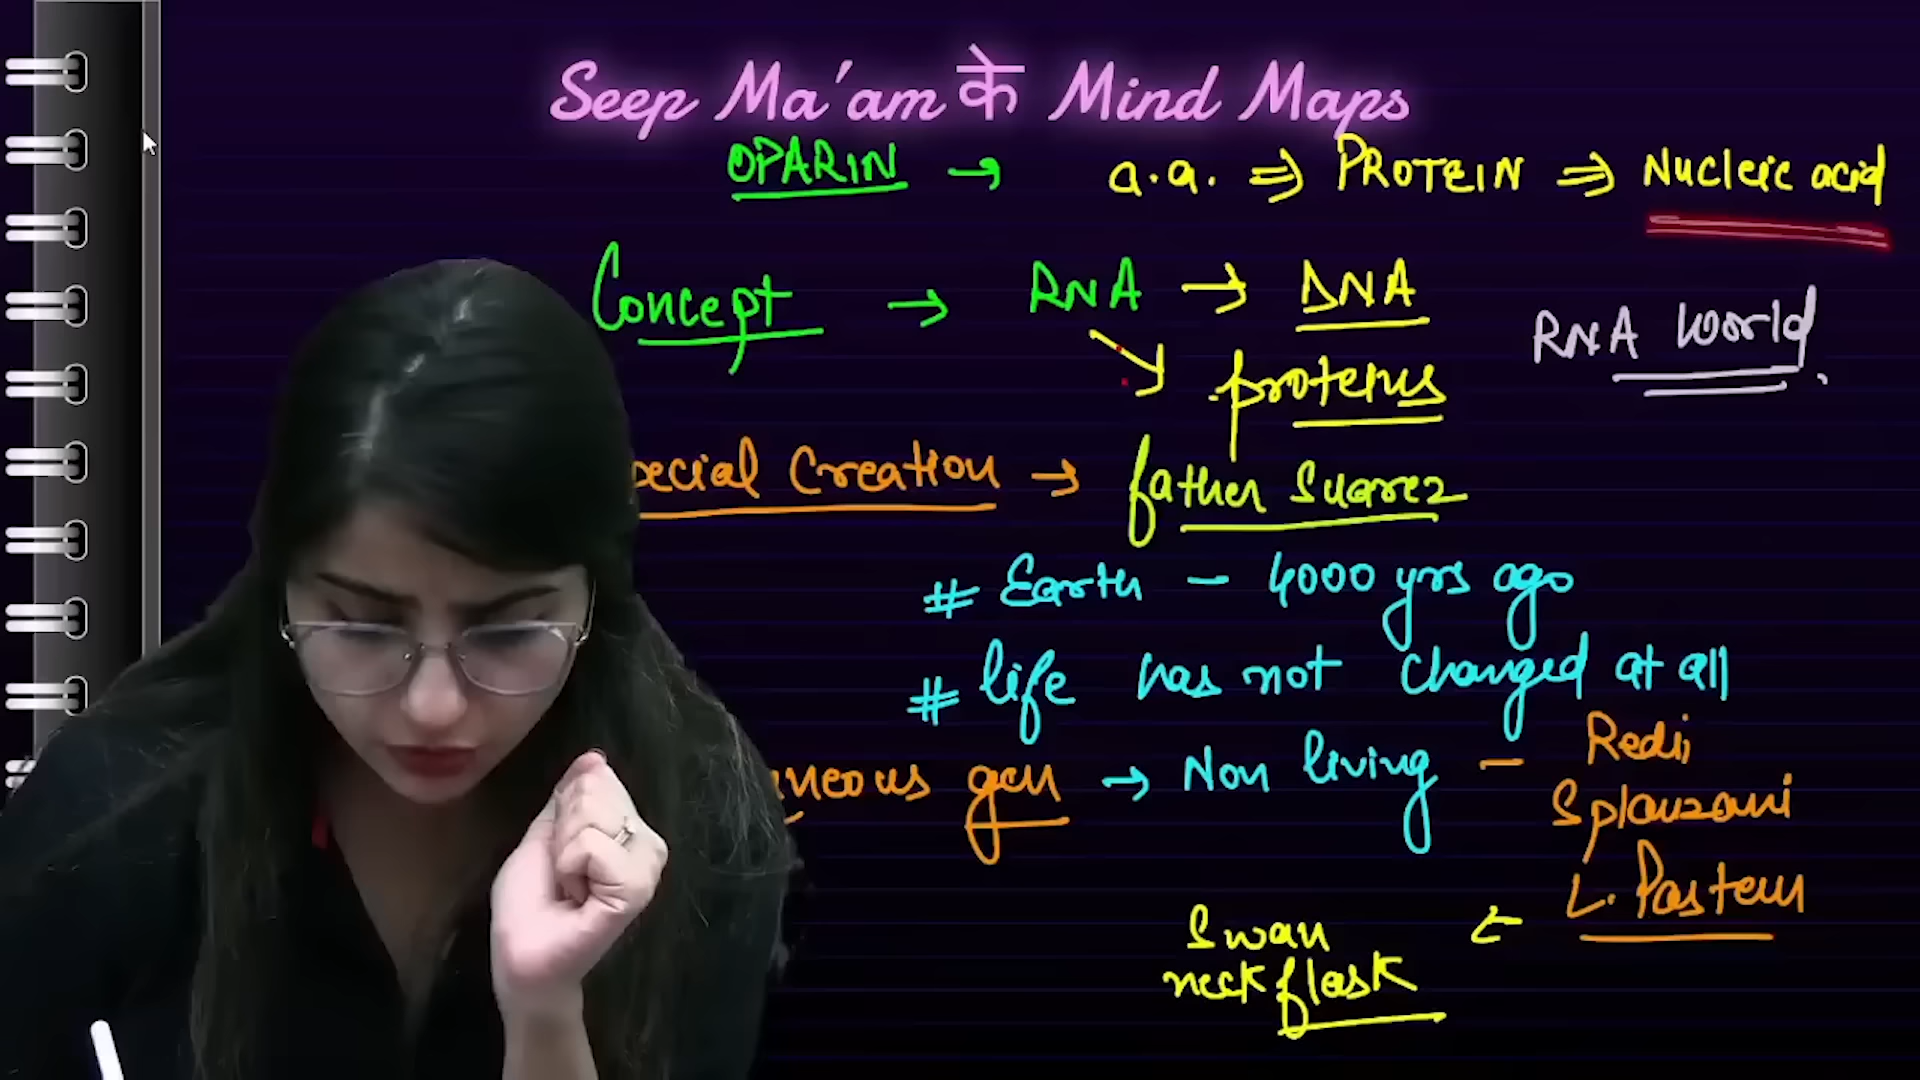 Seep Ma'am के Mind Maps
OPARIN → a.a. ⇒ PROTEIN ⇒ Nucleic acid
Concept → RNA → DNA
RNA World
proteins
pecial Creation → father Suarez
# Earth - 4000 yrs ago
# life has not changed at all
neous gen → Non living - Redi,
Splanzani
L. Pasteur
Swan ←
neck flask